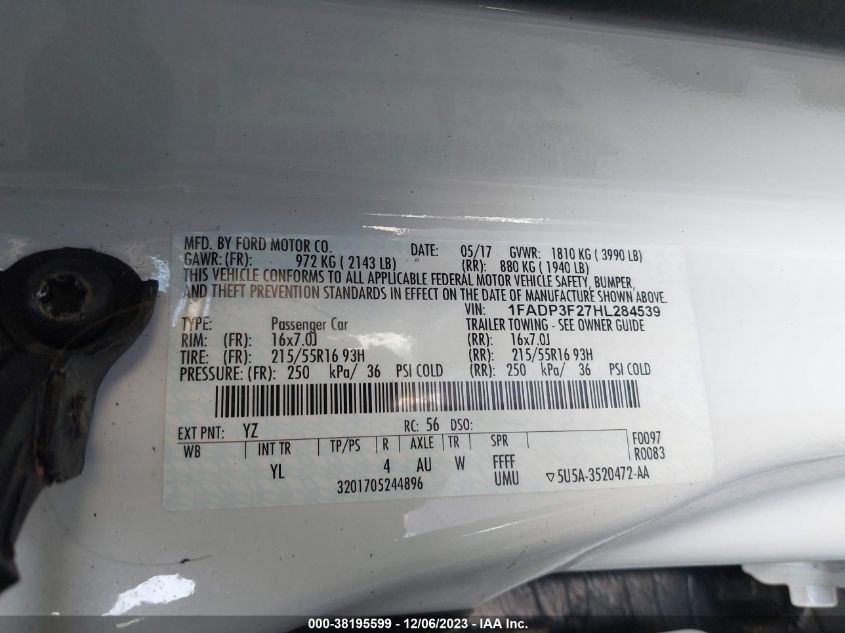 MFD. BY FORD MOTOR CO. DATE: 05/17 GVWR: 1810 KG ( 3990 LB)
GAWR: (FR): 972 KG ( 2143 LB) (RR): 880 KG ( 1940 LB)
THIS VEHICLE CONFORMS TO ALL APPLICABLE FEDERAL MOTOR VEHICLE SAFETY, BUMPER,
AND THEFT PREVENTION STANDARDS IN EFFECT ON THE DATE OF MANUFACTURE SHOWN ABOVE.
VIN: 1FADP3F27HL284539
TYPE: Passenger Car TRAILER TOWING - SEE OWNER GUIDE
RIM: (FR): 16x7.0J (RR): 16x7.0J
TIRE: (FR): 215/55R16 93H (RR): 215/55R16 93H
PRESSURE: (FR): 250 kPa/ 36 PSI COLD (RR): 250 kPa/ 36 PSI COLD
EXT PNT: YZ RC: 56 DSO: F0097
WB INT TR TP/PS R AXLE TR SPR R0083
YL 4 AU W FFFF
3201705244896 UMU ▽5U5A-3520472-AA
000-38195599 - 12/06/2023 - IAA Inc.